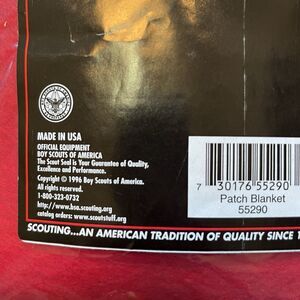 MADE IN USA
OFFICIAL EQUIPMENT
BOY SCOUTS OF AMERICA
The Scout Seal is Your Guarantee of Quality,
Excellence and Performance.
Copyright © 1996 Boy Scouts of America.
All rights reserved.
1-800-323-0732
http://www.bsa.scouting.org
catalog orders: www.scoutstuff.org
7 30176 55290
Patch Blanket
55290
SCOUTING...AN AMERICAN TRADITION OF QUALITY SINCE 1